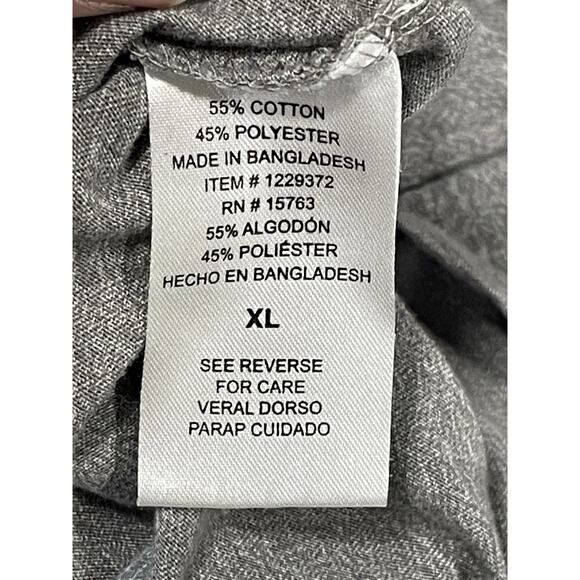 55% COTTON
45% POLYESTER
MADE IN BANGLADESH
ITEM # 1229372
RN # 15763
55% ALGODÓN
45% POLIÉSTER
HECHO EN BANGLADESH
XL
SEE REVERSE
FOR CARE
VERAL DORSO
PARAP CUIDADO